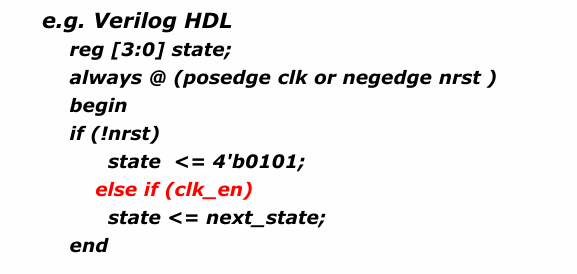 e.g. Verilog HDL
reg [3:0] state;
always @ (posedge clk or negedge nrst )
begin
if (!nrst)
state <= 4'b0101;
else if (clk_en)
state <= next_state;
end